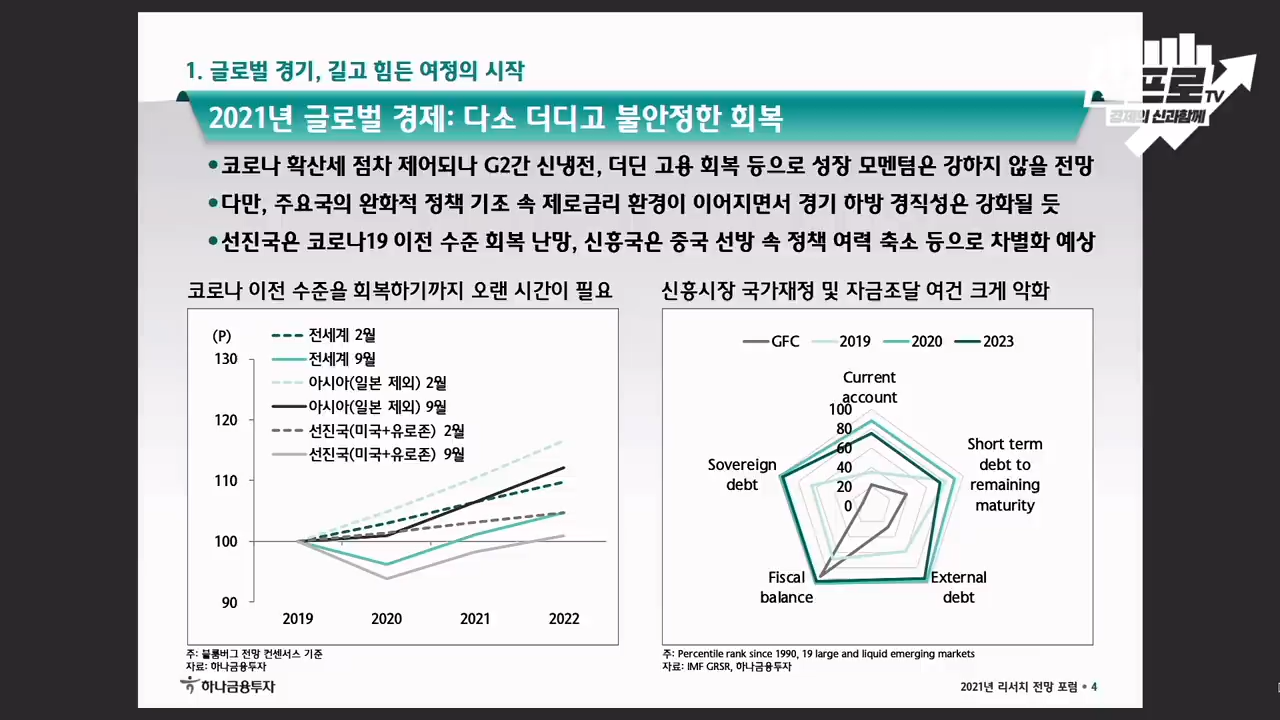 1. 글로벌 경기, 길고 힘든 여정의 시작
프로TV
경제의 신과함께
2021년 글로벌 경제: 다소 더디고 불안정한 회복
•코로나 확산세 점차 제어되나 G2간 신냉전, 더딘 고용 회복 등으로 성장 모멘텀은 강하지 않을 전망
•다만, 주요국의 완화적 정책 기조 속 제로금리 환경이 이어지면서 경기 하방 경직성은 강화될 듯
•선진국은 코로나19 이전 수준 회복 난망, 신흥국은 중국 선방 속 정책 여력 축소 등으로 차별화 예상
코로나 이전 수준을 회복하기까지 오랜 시간이 필요
(P)
전세계 2월
전세계 9월
아시아(일본 제외) 2월
아시아(일본 제외) 9월
선진국(미국+유로존) 2월
선진국(미국+유로존) 9월
130
120
110
100
90
2019 2020 2021 2022
주: 블룸버그 전망 컨센서스 기준
자료: 하나금융투자
신흥시장 국가재정 및 자금조달 여건 크게 악화
GFC 2019 2020 2023
Current
account
100
80
60
40
20
0
Short term
debt to
remaining
maturity
Sovereign
debt
Fiscal
balance
External
debt
주: Percentile rank since 1990, 19 large and liquid emerging markets
자료: IMF GRSR, 하나금융투자
하나금융투자
2021년 리서치 전망 포럼 • 4